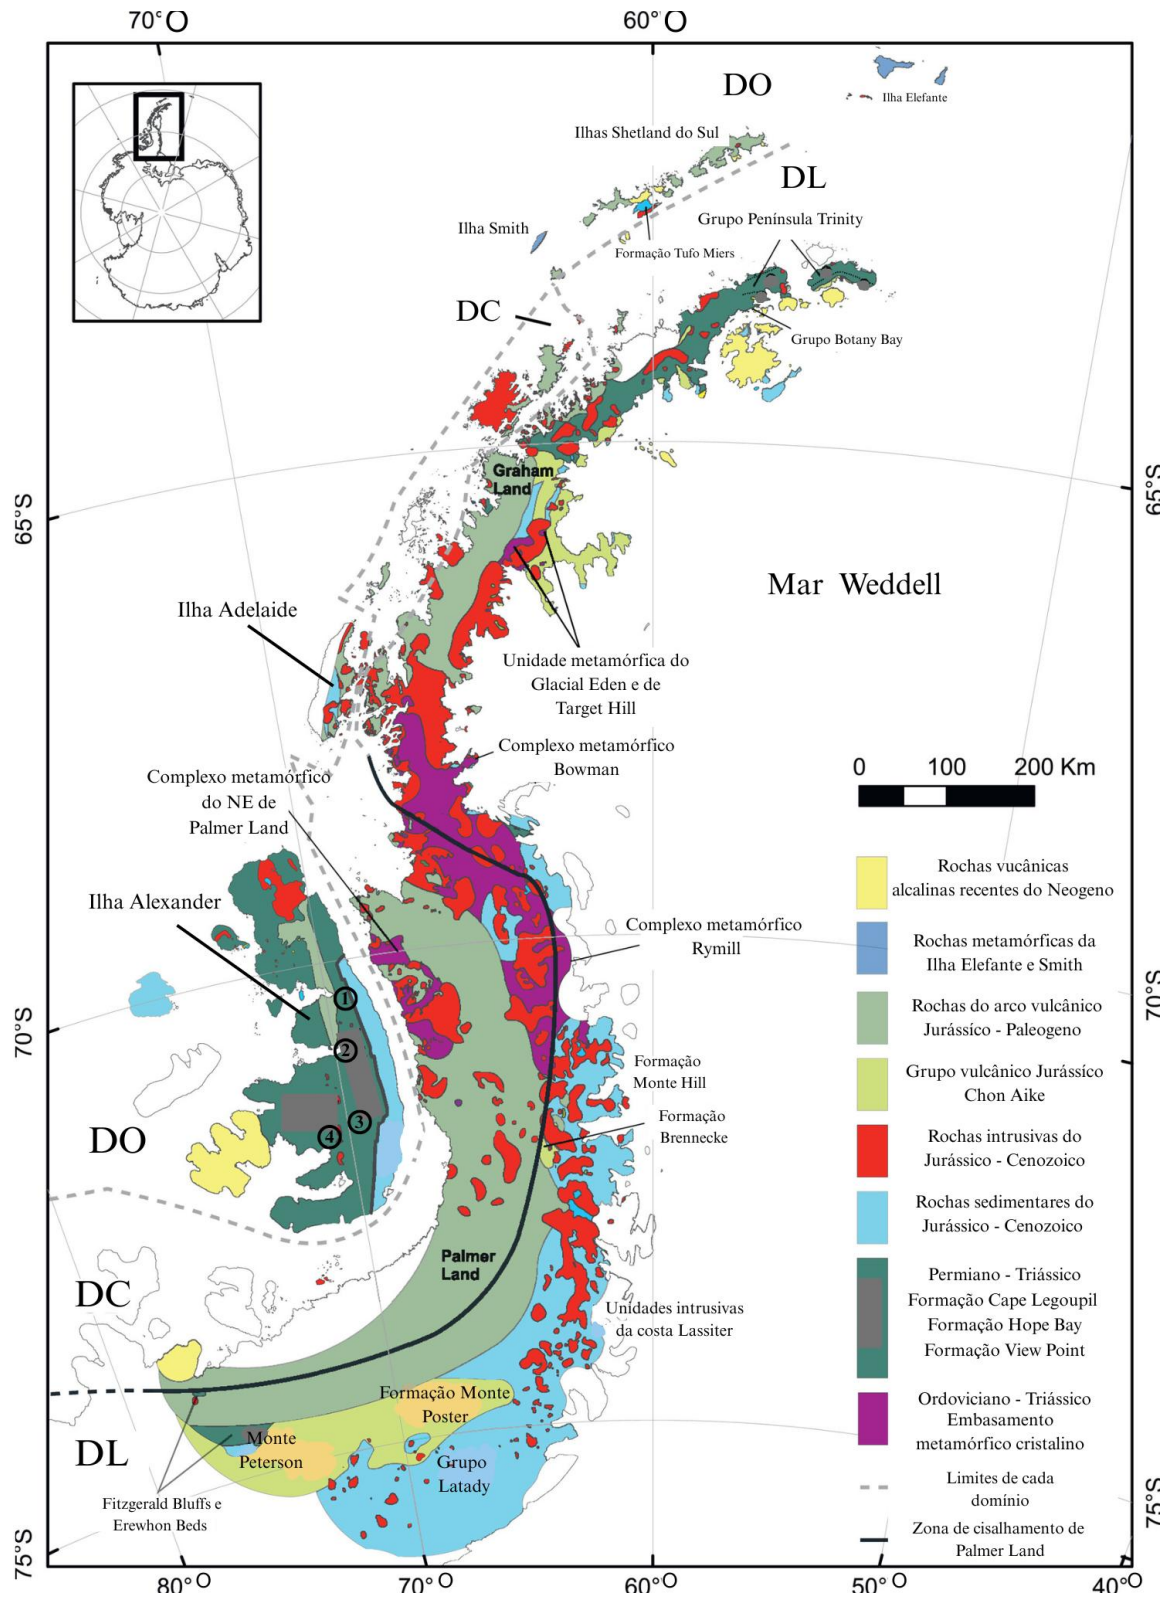 70°O
60°O
DO
Ilha Elefante
Ilhas Shetland do Sul
DL
Grupo Península Trinity
Ilha Smith
Formação Tufo Miers
DC
Grupo Botany Bay
Graham
Land
65°S
65°S
Mar Weddell
Ilha Adelaide
Unidade metamórfica do
Glacial Eden e de
Target Hill
Complexo metamórfico
Bowman
Complexo metamórfico
do NE de
Palmer Land
0 100 200 Km
Ilha Alexander
Complexo metamórfico
Rymill
Rochas vucânicas
alcalinas recentes do Neogeno
Rochas metamórficas da
Ilha Elefante e Smith
Rochas do arco vulcânico
Jurássíco - Paleogeno
Grupo vulcânico Jurássíco
Chon Aike
Rochas intrusivas do
Jurássico - Cenozoico
Rochas sedimentares do
Jurássico - Cenozoico
Permiano - Triássico
Formação Cape Legoupil
Formação Hope Bay
Formação View Point
Ordoviciano - Triássico
Embasamento
metamórfico cristalino
Limites de cada
domínio
Zona de cisalhamento de
Palmer Land
70°S
70°S
1
2
3
4
Formação
Monte Hill
Formação
Brennecke
DO
Palmer
Land
DC
Unidades intrusivas
da costa Lassiter
Formação Monte
Poster
DL
Monte
Peterson
Grupo
Latady
Fitzgerald Bluffs e
Erewhon Beds
75°S
75°S
80°O
70°O
60°O
50°O
40°O